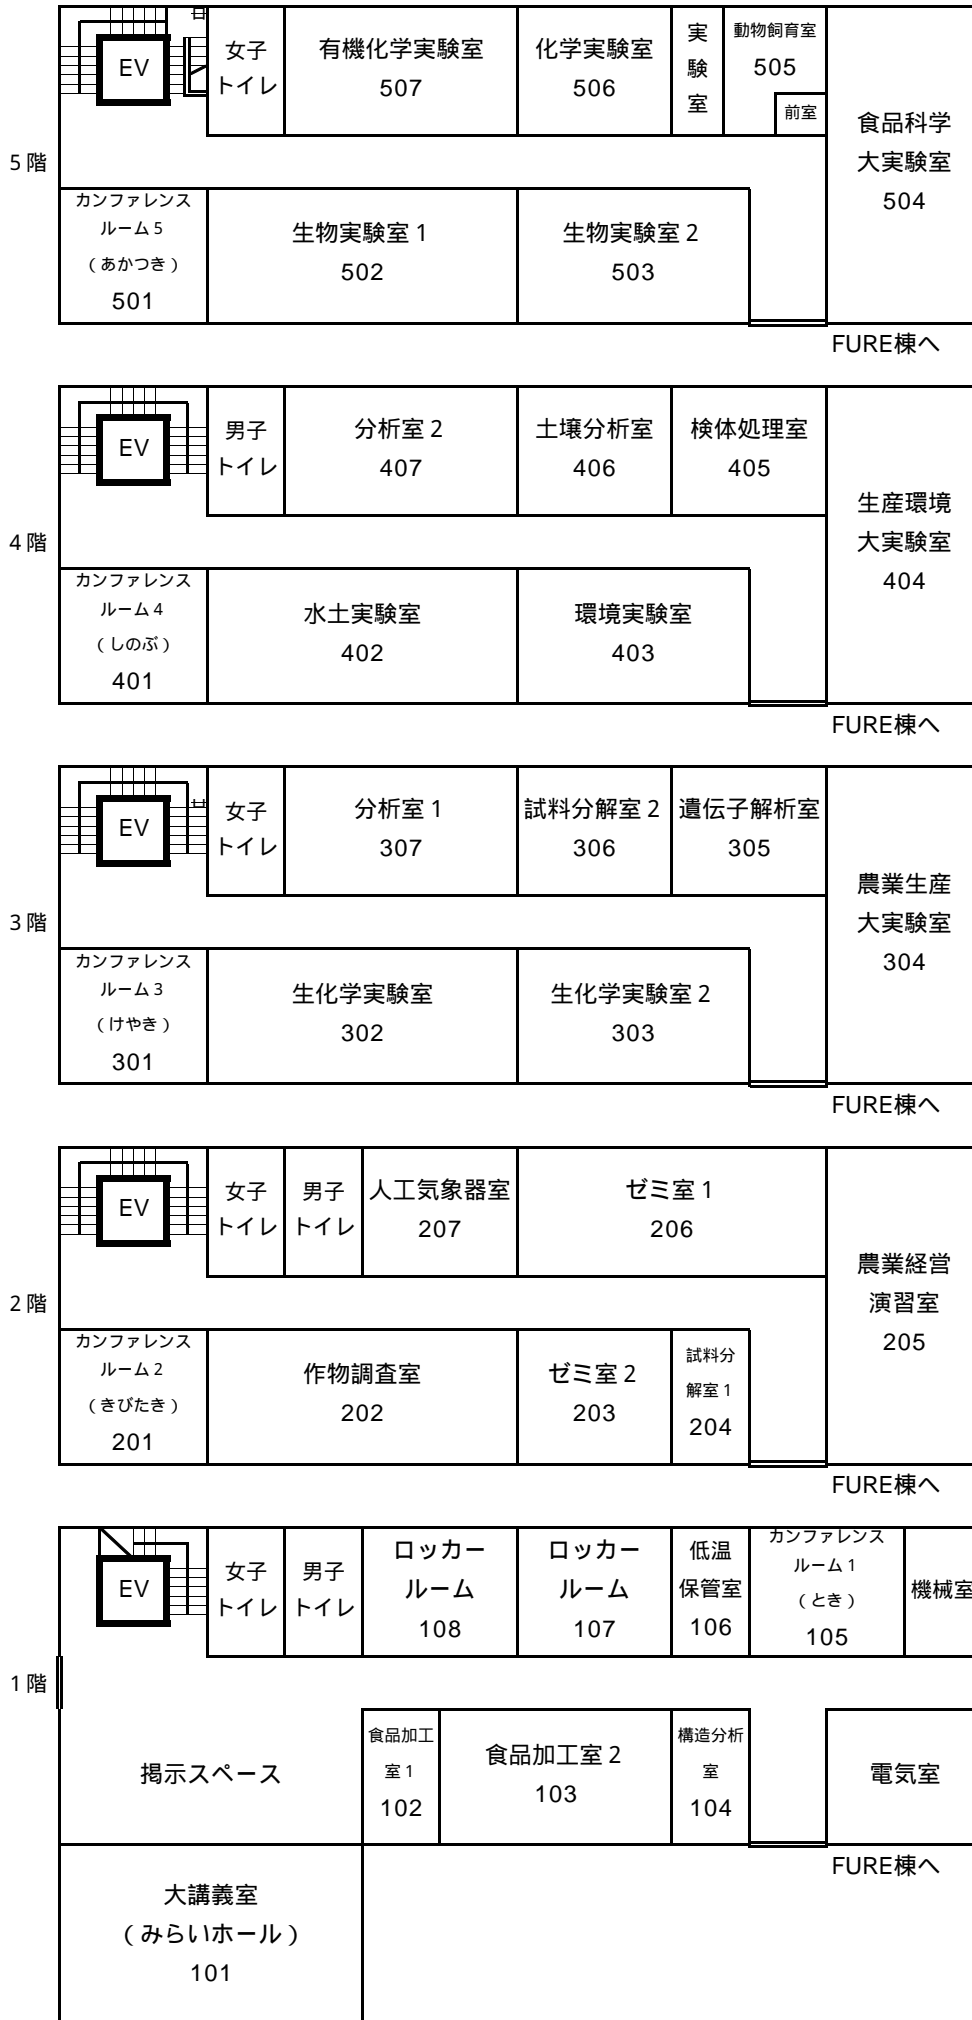 5階
EV
女子
トイレ
有機化学実験室
507
化学実験室
506
実
験
室
動物飼育室
505
前室
食品科学
大実験室
504
カンファレンス
ルーム5
（あかつき）
501
生物実験室1
502
生物実験室2
503
FURE棟へ
4階
EV
男子
トイレ
分析室2
407
土壌分析室
406
検体処理室
405
生産環境
大実験室
404
カンファレンス
ルーム4
（しのぶ）
401
水土実験室
402
環境実験室
403
FURE棟へ
3階
EV
女子
トイレ
分析室1
307
試料分解室2
306
遺伝子解析室
305
農業生産
大実験室
304
カンファレンス
ルーム3
（けやき）
301
生化学実験室
302
生化学実験室2
303
FURE棟へ
2階
EV
女子
トイレ
男子
トイレ
人工気象器室
207
ゼミ室1
206
農業経営
演習室
205
カンファレンス
ルーム2
（きびたき）
201
作物調査室
202
ゼミ室2
203
試料分
解室1
204
FURE棟へ
1階
EV
女子
トイレ
男子
トイレ
ロッカー
ルーム
108
ロッカー
ルーム
107
低温
保管室
106
カンファレンス
ルーム1
（とき）
105
機械室
掲示スペース
食品加工
室1
102
食品加工室2
103
構造分析
室
104
電気室
FURE棟へ
大講義室
（みらいホール）
101